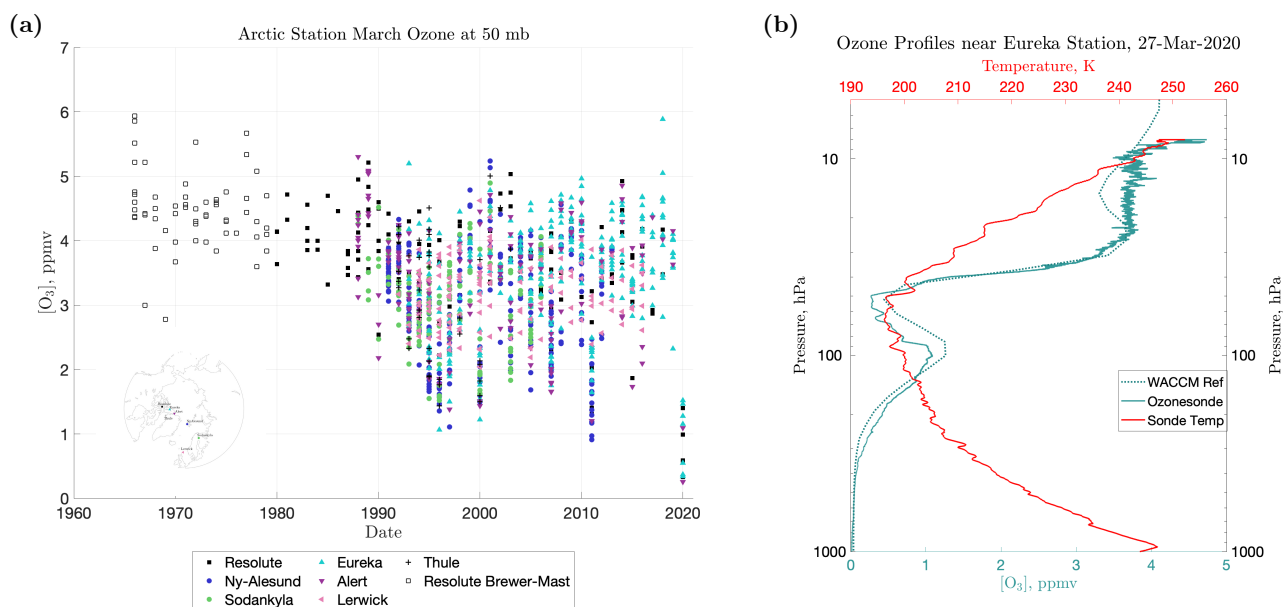 (a)
Arctic Station March Ozone at 50 mb
7
6
5
4
3
2
1
0
[O3], ppmv
1960 1970 1980 1990 2000 2010 2020
Date
Resolute
Ny-Alesund
Sodankyla
Eureka
Alert
Lerwick
Thule
Resolute Brewer-Mast
(b)
Ozone Profiles near Eureka Station, 27-Mar-2020
Temperature, K
190 200 210 220 230 240 250 260
10
100
1000
Pressure, hPa
10
100
1000
Pressure, hPa
WACCM Ref
Ozonesonde
Sonde Temp
0 1 2 3 4 5
[O3], ppmv